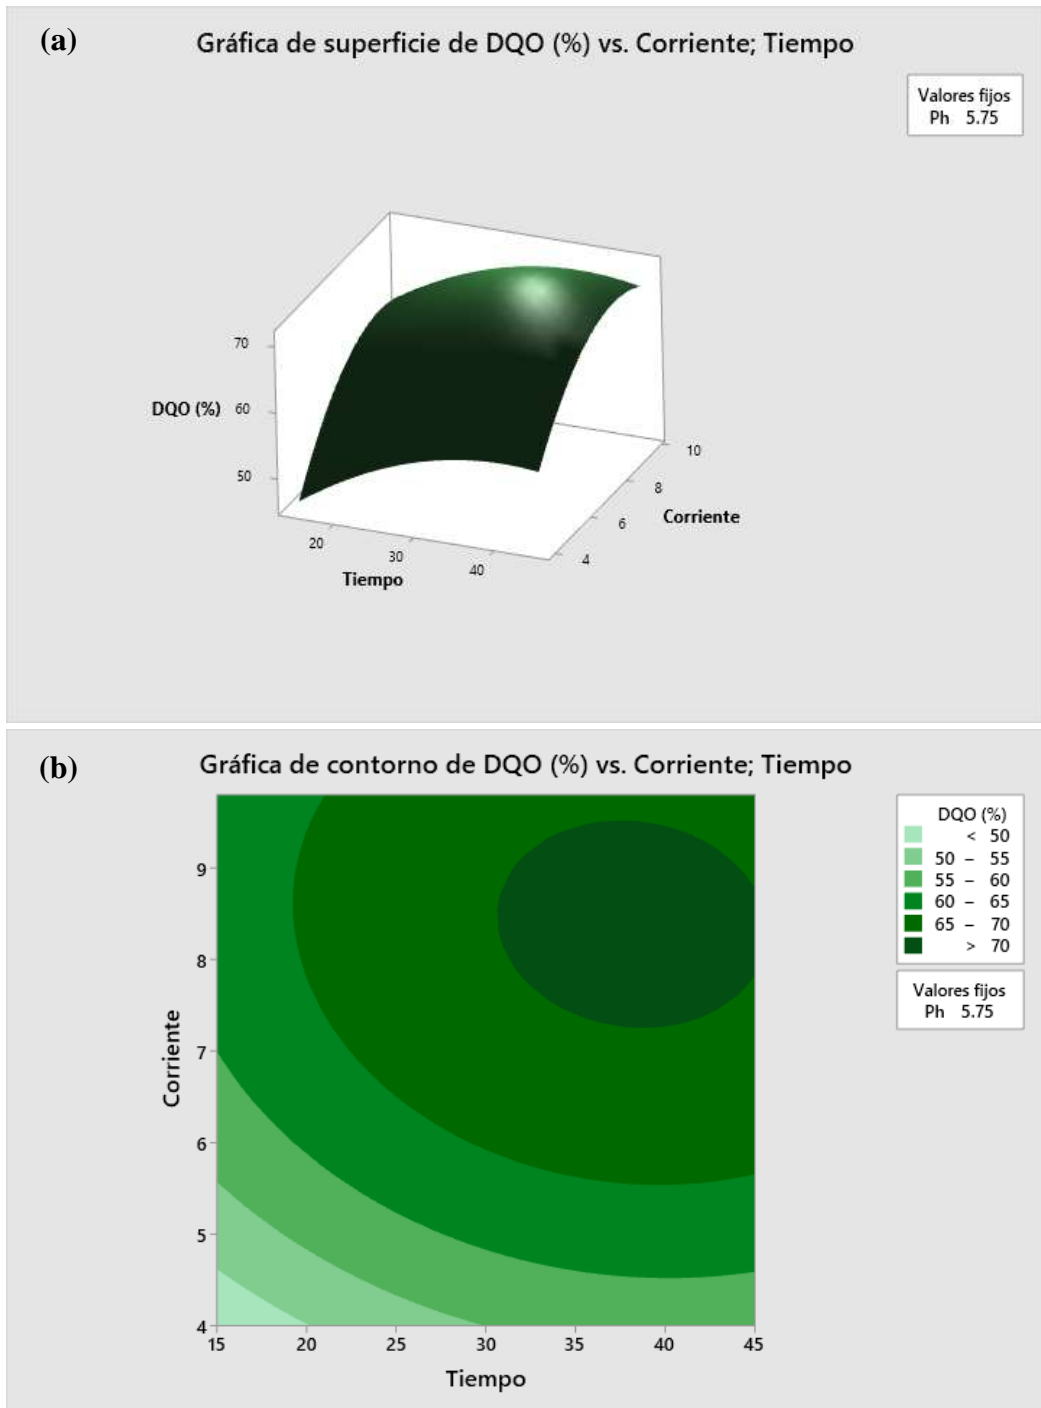 (a)
Gráfica de superficie de DQO (%) vs. Corriente; Tiempo
Valores fijos
Ph 5.75
70
DQO (%) 60
50
10
8
6
4
Corriente
20
30
40
Tiempo
(b)
Gráfica de contorno de DQO (%) vs. Corriente; Tiempo
DQO (%)
< 50
50 – 55
55 – 60
60 – 65
65 – 70
> 70
Valores fijos
Ph 5.75
Corriente
9
8
7
6
5
4
15 20 25 30 35 40 45
Tiempo